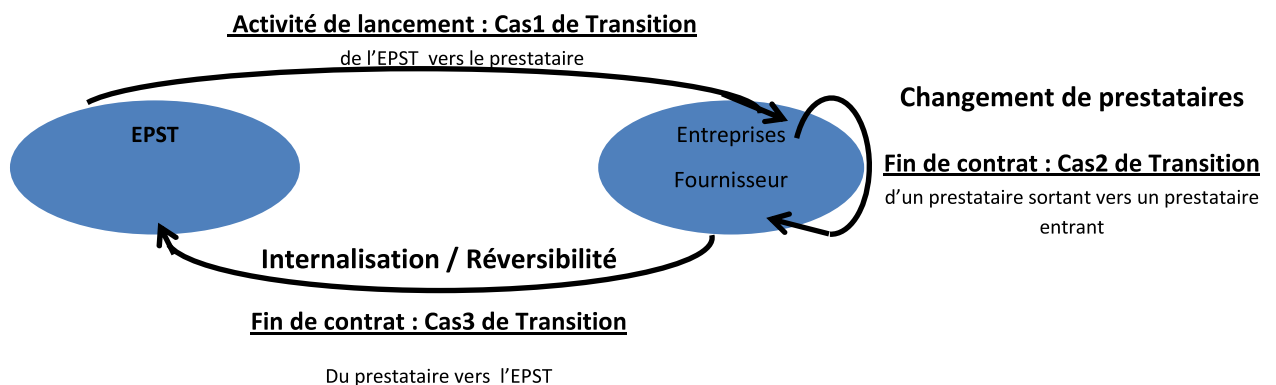 Activité de lancement : Cas1 de Transition
de l’EPST vers le prestataire
EPST
Entreprises
Fournisseur
Changement de prestataires
Fin de contrat : Cas2 de Transition
d’un prestataire sortant vers un prestataire
entrant
Internalisation / Réversibilité
Fin de contrat : Cas3 de Transition
Du prestataire vers l’EPST